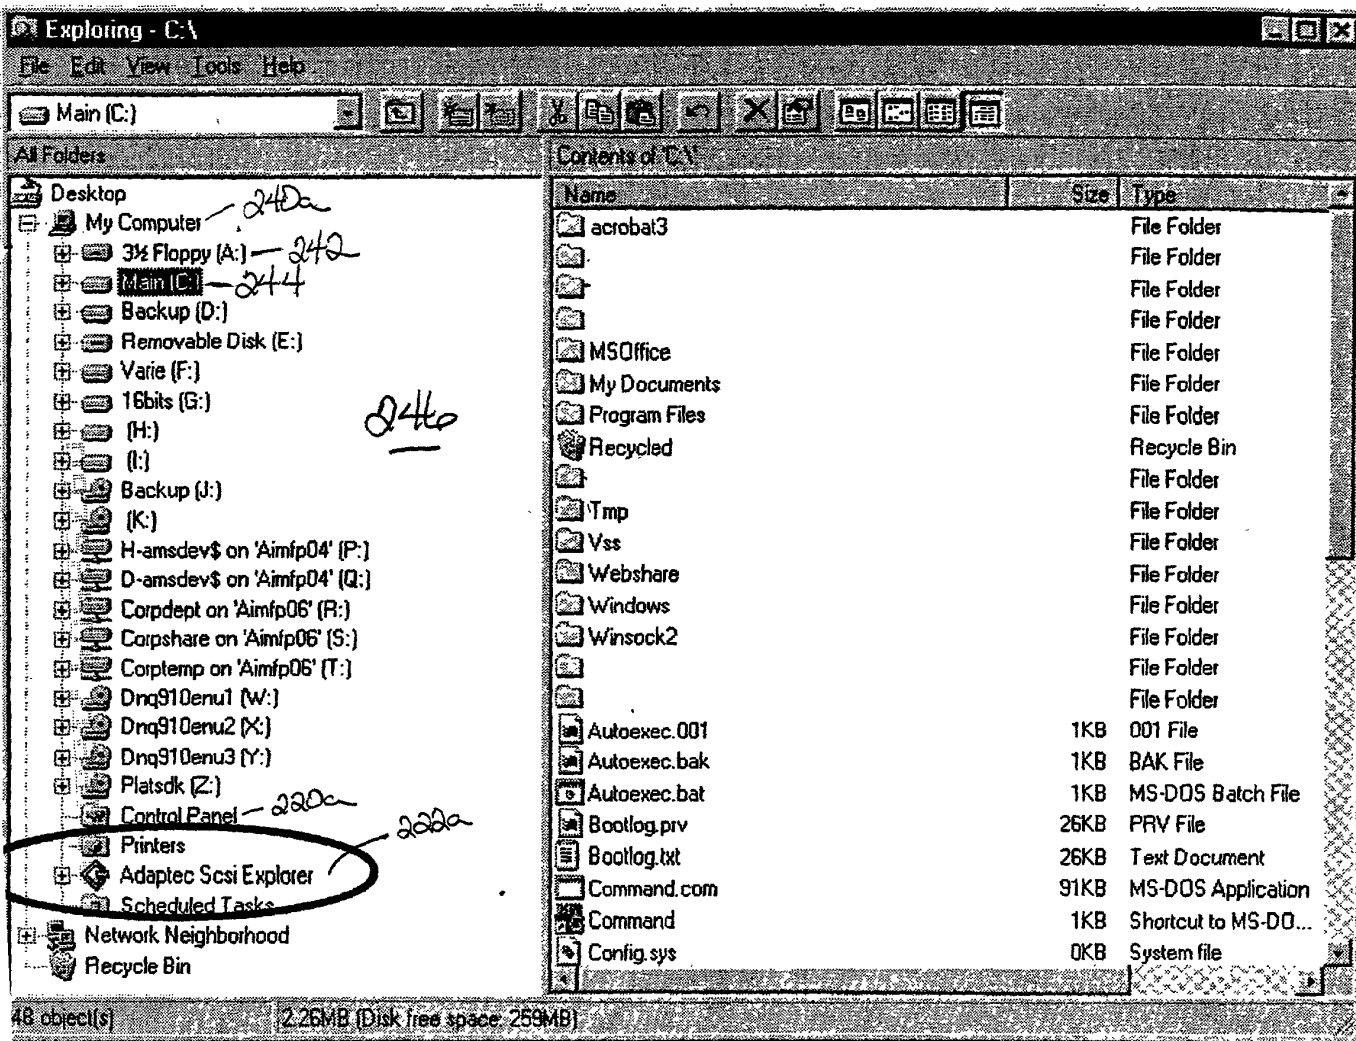 Exploring - C:\
File Edit View Tools Help
Main (C:)
All Folders
Contents of 'C:\'
Desktop
My Computer 240a
3½ Floppy (A:) 242
Main (C:) 244
Backup (D:)
Removable Disk (E:)
Varie (F:)
16bits (G:)
246
(H:)
(I:)
Backup (J:)
(K:)
H-amsdev$ on 'Aimfp04' (P:)
D-amsdev$ on 'Aimfp04' (Q:)
Corpdept on 'Aimfp06' (R:)
Corpshare on 'Aimfp06' (S:)
Corptemp on 'Aimfp06' (T:)
Dnq910enu1 (W:)
Dnq910enu2 (X:)
Dnq910enu3 (Y:)
Platsdk (Z:)
Control Panel 220a
Printers 222a
Adaptec Scsi Explorer
Scheduled Tasks
Network Neighborhood
Recycle Bin
Name Size Type
acrobat3 File Folder
File Folder
File Folder
File Folder
MSOffice File Folder
My Documents File Folder
Program Files File Folder
Recycled Recycle Bin
File Folder
Tmp File Folder
Vss File Folder
Webshare File Folder
Windows File Folder
Winsock2 File Folder
File Folder
File Folder
Autoexec.001 1KB 001 File
Autoexec.bak 1KB BAK File
Autoexec.bat 1KB MS-DOS Batch File
Bootlog.prv 26KB PRV File
Bootlog.txt 26KB Text Document
Command.com 91KB MS-DOS Application
Command 1KB Shortcut to MS-DO...
Config.sys 0KB System file
48 object(s) 2.26MB (Disk free space: 259MB)